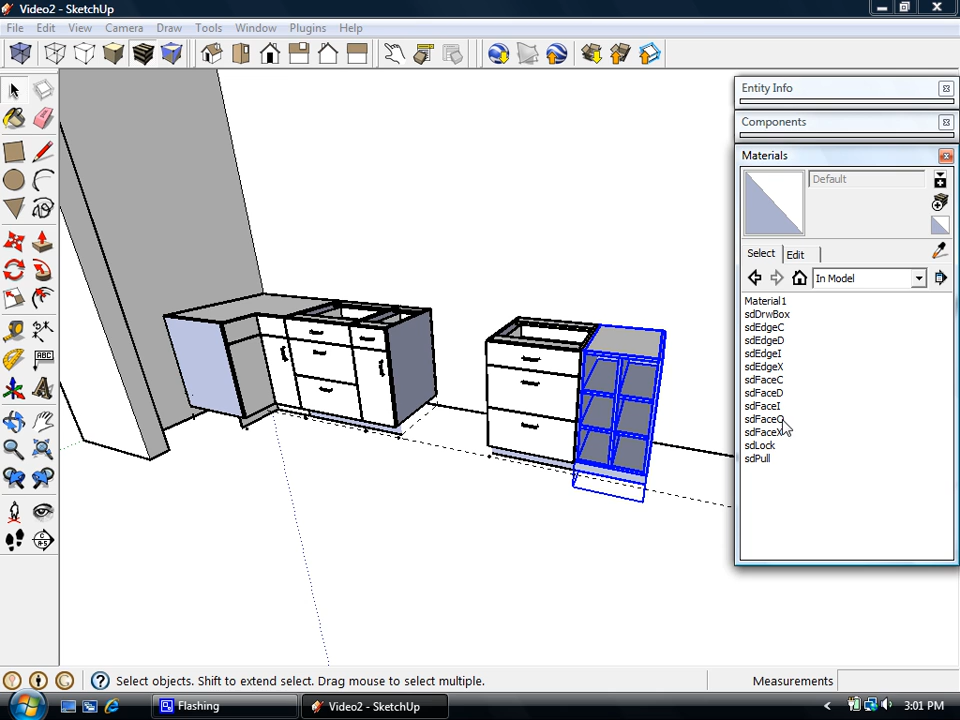 Video2 - SketchUp
File Edit View Camera Draw Tools Window Plugins Help
Entity Info
Components
Materials
Default
Select Edit
In Model
Material1
sdDrwBox
sdEdgeC
sdEdgeD
sdEdgeI
sdEdgeX
sdFaceC
sdFaceD
sdFaceI
sdFaceO
sdFaceX
sdLock
sdPull
ABC
Select objects. Shift to extend select. Drag mouse to select multiple.
Measurements
Flashing
Video2 - SketchUp
3:01 PM